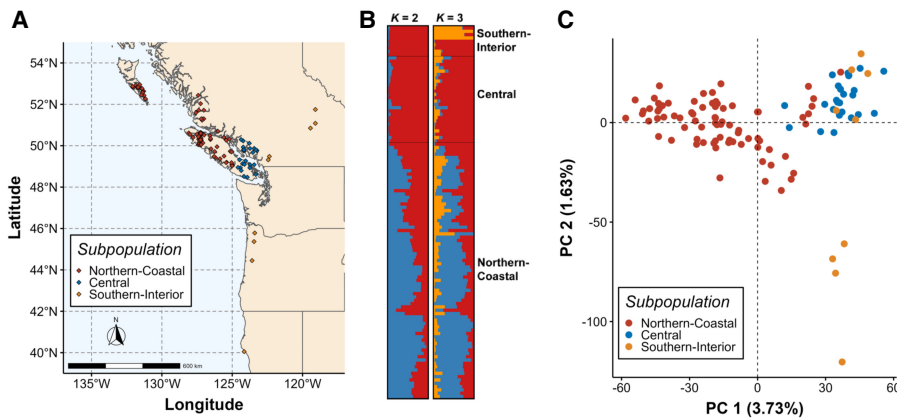 A
54°N
52°N
50°N
48°N
46°N
44°N
42°N
40°N
Latitude
135°W
130°W
125°W
120°W
Longitude
Subpopulation
Northern-Coastal
Central
Southern-Interior
N
600 km
B
K = 2
K = 3
Southern-
Interior
Central
Northern-
Coastal
C
0
-50
-100
PC 2 (1.63%)
-60
-30
0
30
60
PC 1 (3.73%)
Subpopulation
Northern-Coastal
Central
Southern-Interior